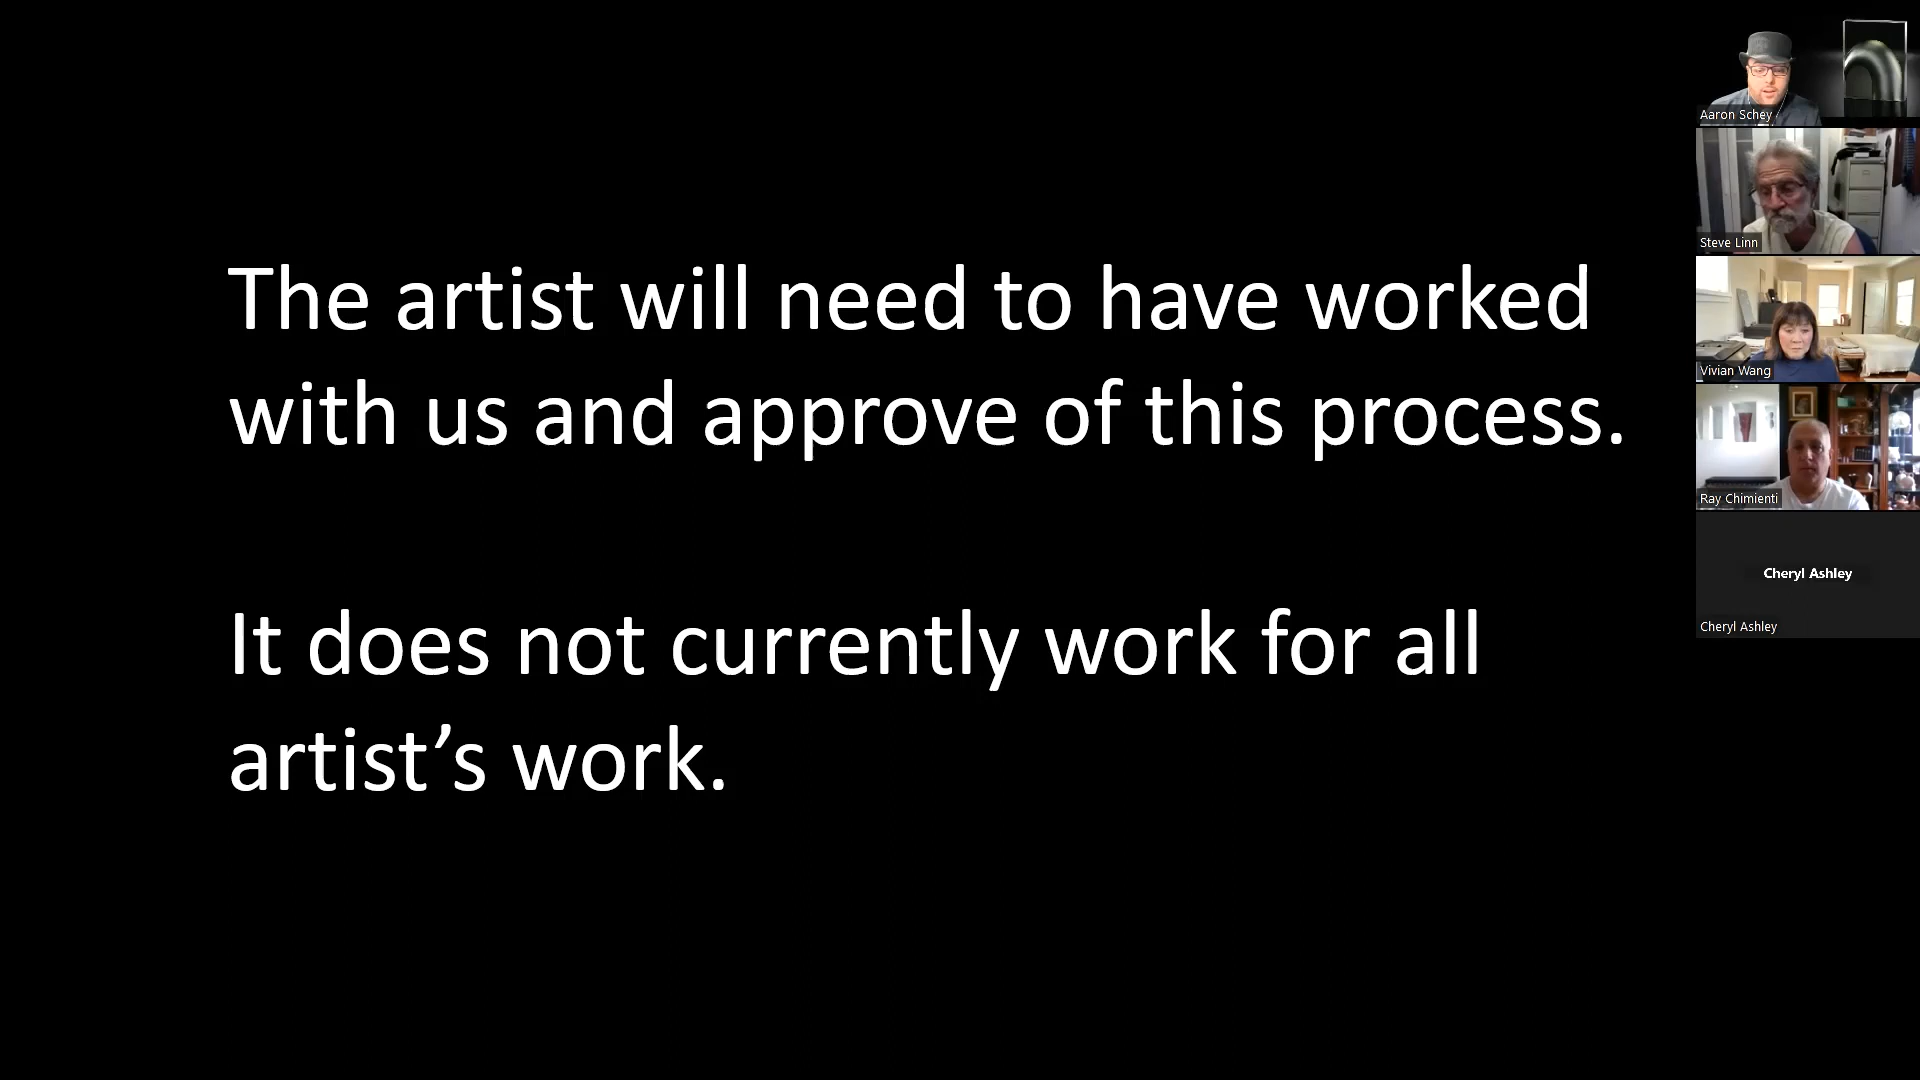 The artist will need to have worked
with us and approve of this process.
It does not currently work for all
artist’s work.
Aaron Schey
Steve Linn
Vivian Wang
Ray Chimienti
Cheryl Ashley
Cheryl Ashley